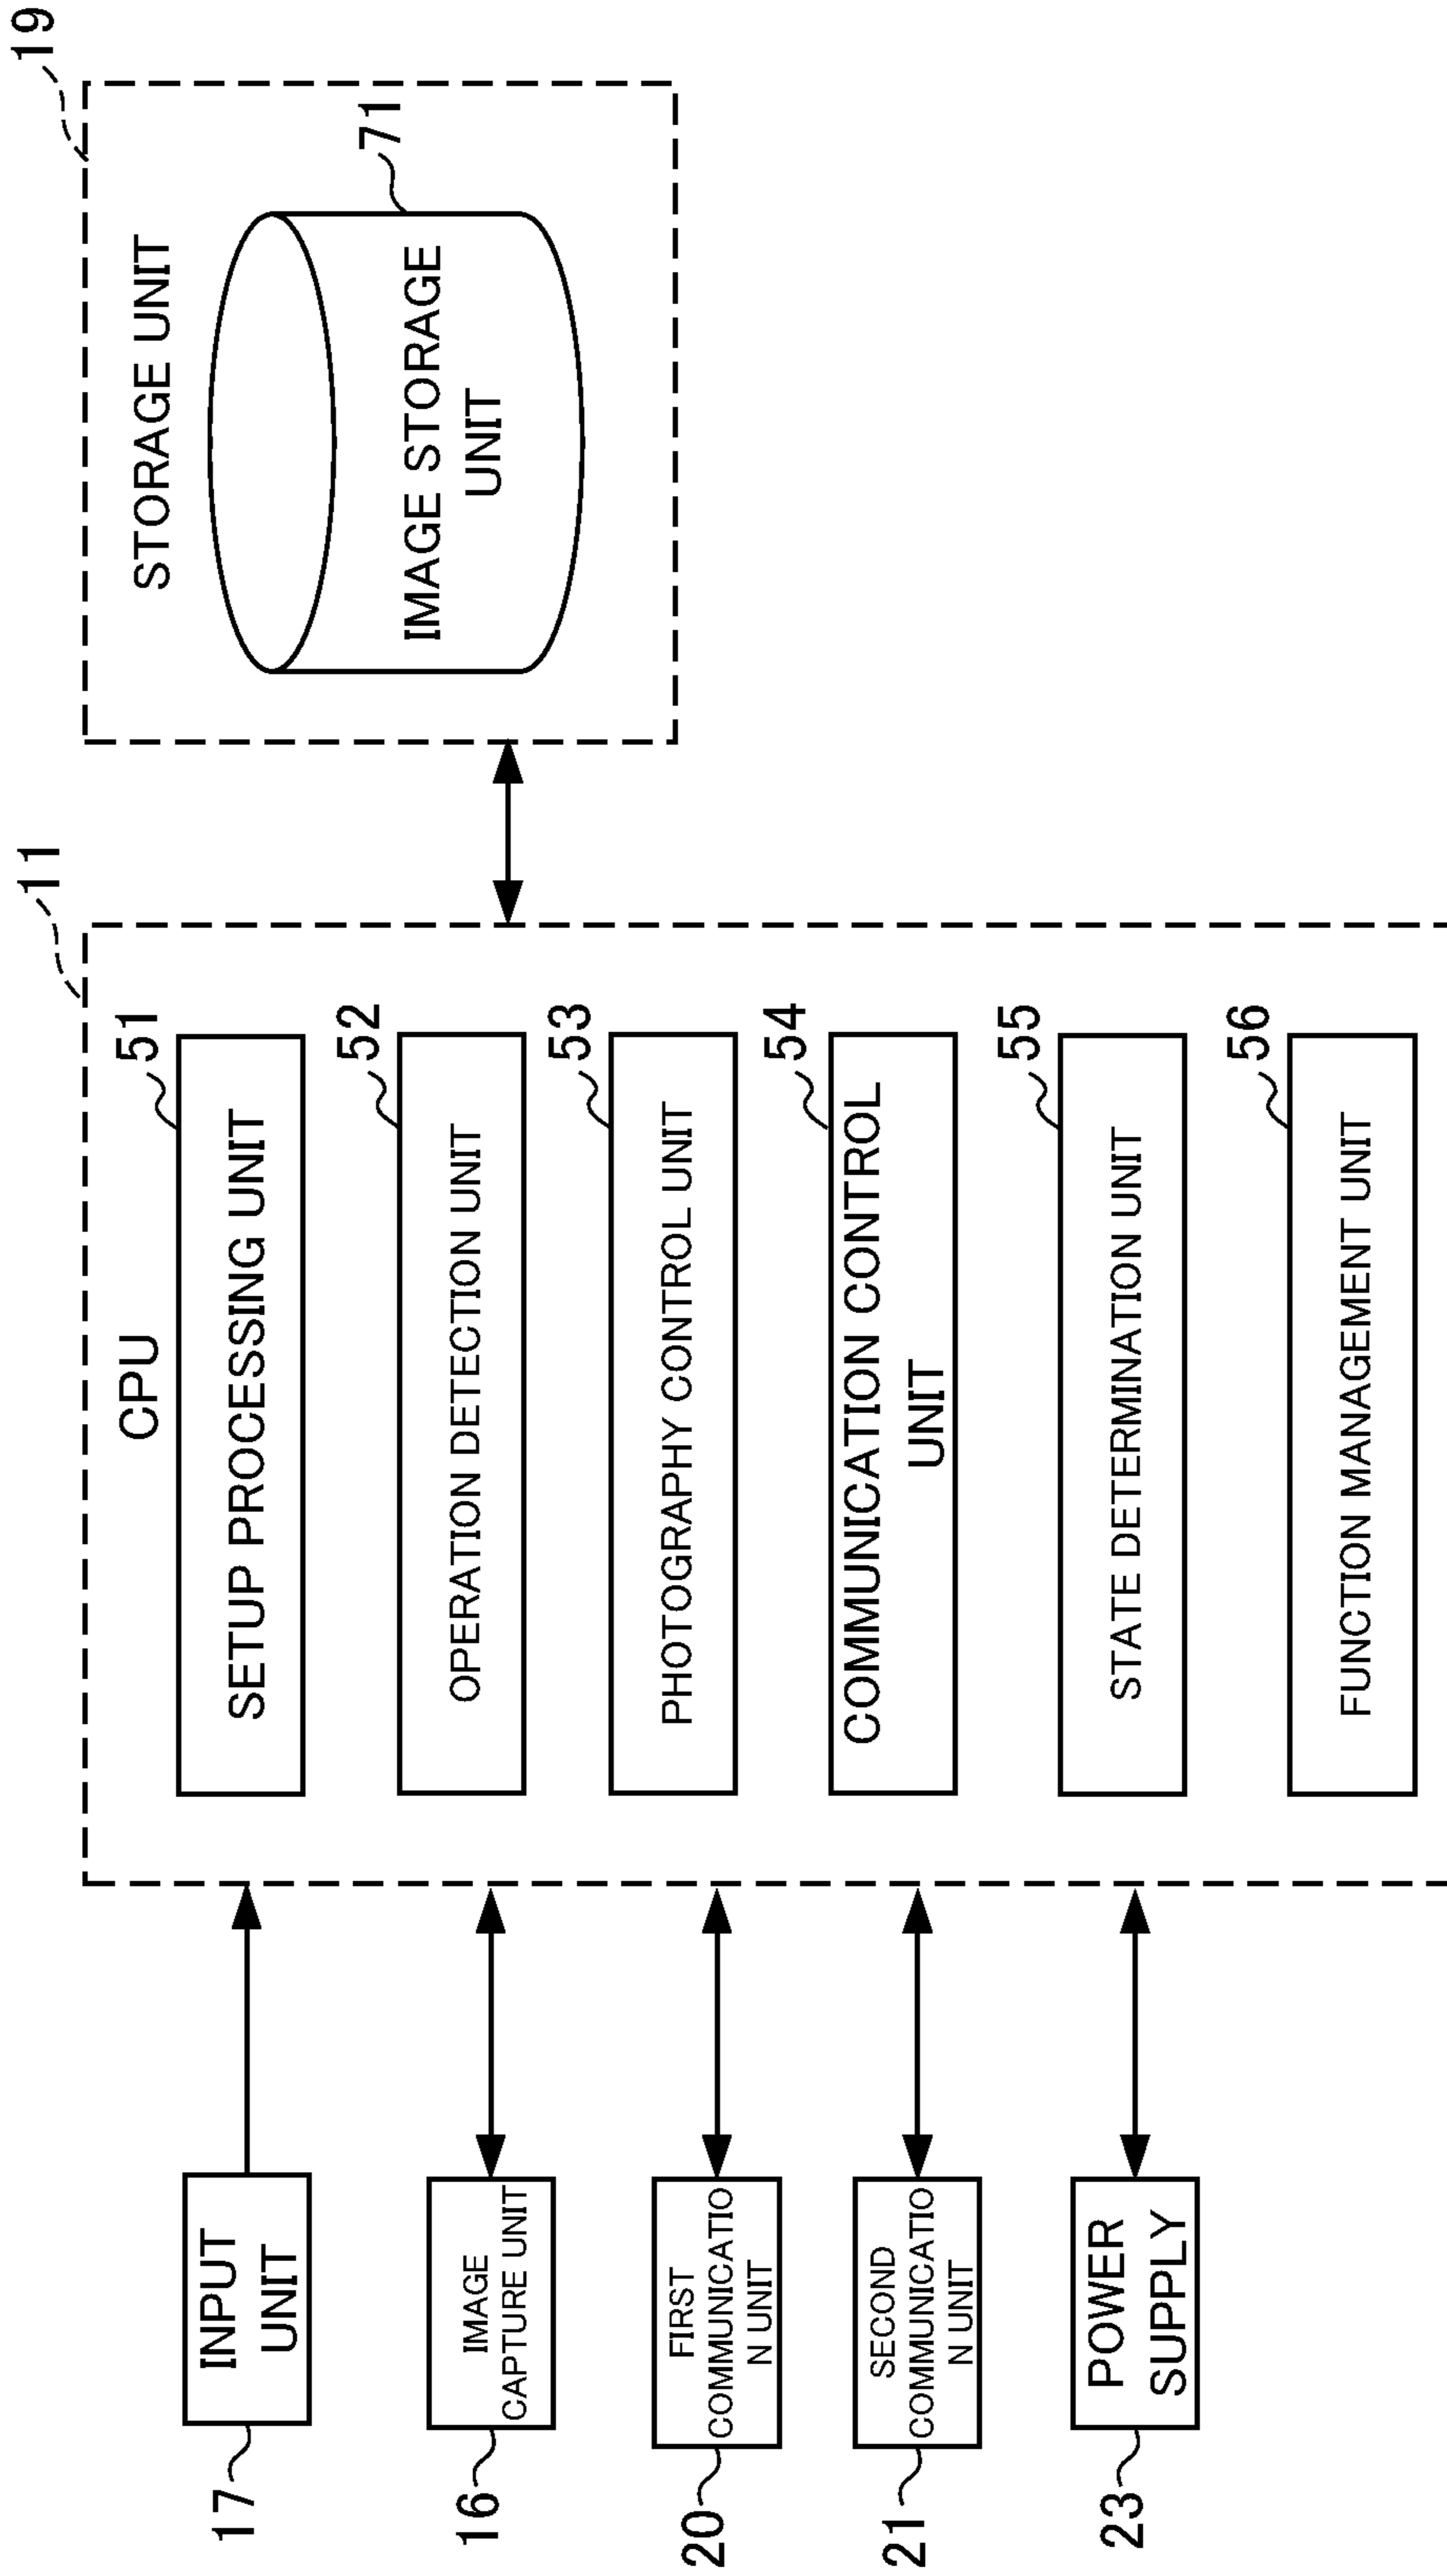 11
19
CPU
STORAGE UNIT
17
INPUT
UNIT
51
SETUP PROCESSING UNIT
71
IMAGE STORAGE
UNIT
16
IMAGE
CAPTURE UNIT
52
OPERATION DETECTION UNIT
20
FIRST
COMMUNICATIO
N UNIT
53
PHOTOGRAPHY CONTROL UNIT
21
SECOND
COMMUNICATIO
N UNIT
54
COMMUNICATION CONTROL
UNIT
23
POWER
SUPPLY
55
STATE DETERMINATION UNIT
56
FUNCTION MANAGEMENT UNIT